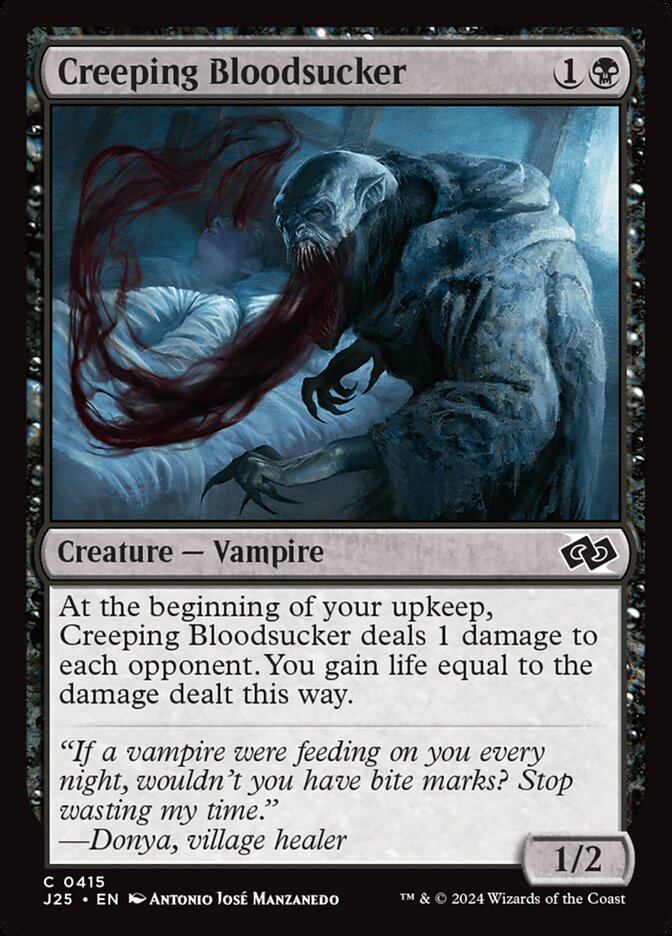 Creeping Bloodsucker 1
Creature — Vampire
At the beginning of your upkeep,
Creeping Bloodsucker deals 1 damage to
each opponent. You gain life equal to the
damage dealt this way.
“If a vampire were feeding on you every
night, wouldn’t you have bite marks? Stop
wasting my time.”
—Donya, village healer
1/2
C 0415
J25 • EN Antonio José Manzanedo
™ & © 2024 Wizards of the Coast